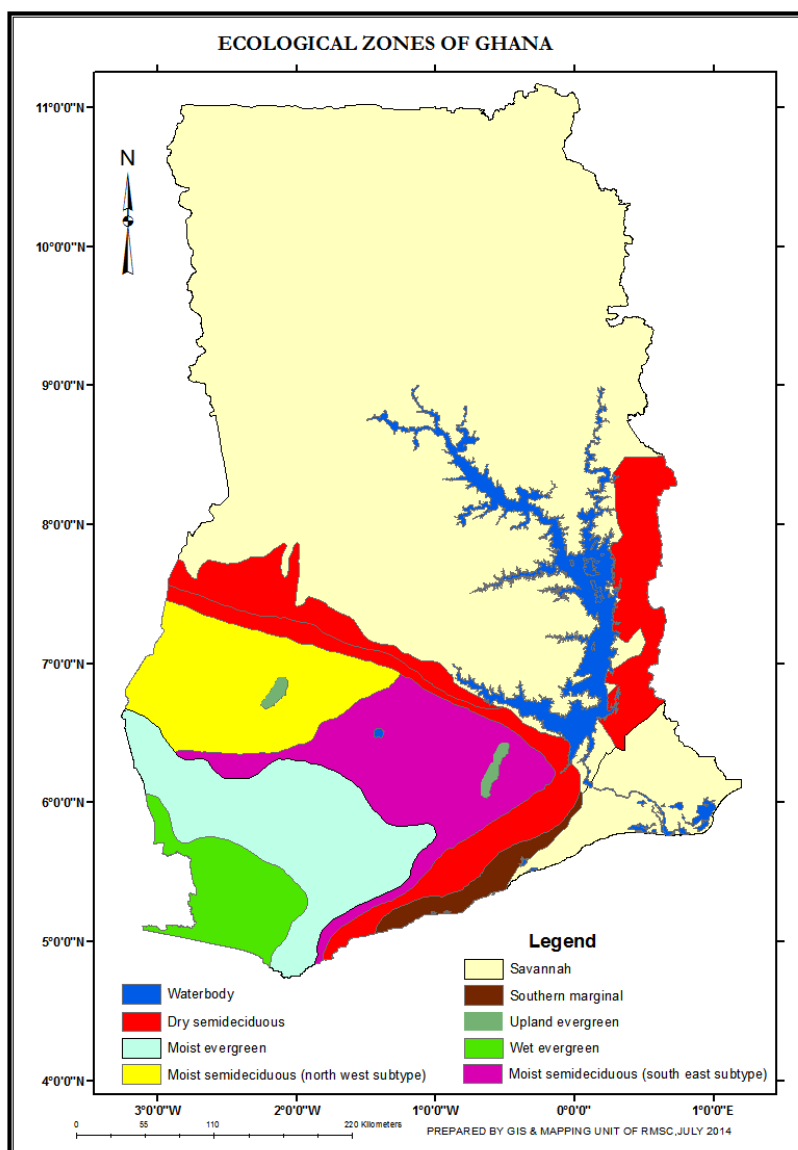 ECOLOGICAL ZONES OF GHANA
11°0'0"N
N
10°0'0"N
9°0'0"N
8°0'0"N
7°0'0"N
6°0'0"N
5°0'0"N
4°0'0"N
Legend
Waterbody
Dry semideciduous
Moist evergreen
Moist semideciduous (north west subtype)
Savannah
Southern marginal
Upland evergreen
Wet evergreen
Moist semideciduous (south east subtype)
3°0'0"W 2°0'0"W 1°0'0"W 0°0'0" 1°0'0"E
0 55 110 220 Kilometers
PREPARED BY GIS & MAPPING UNIT OF RMSC,JULY 2014